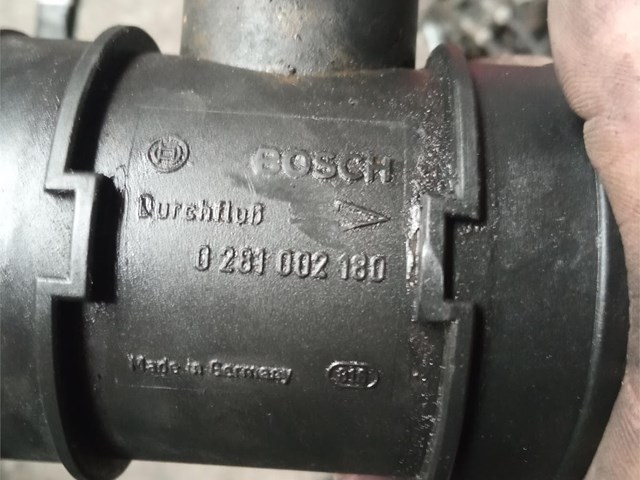 BOSCH
Durchfluß
0 281 002 180
Made in Germany